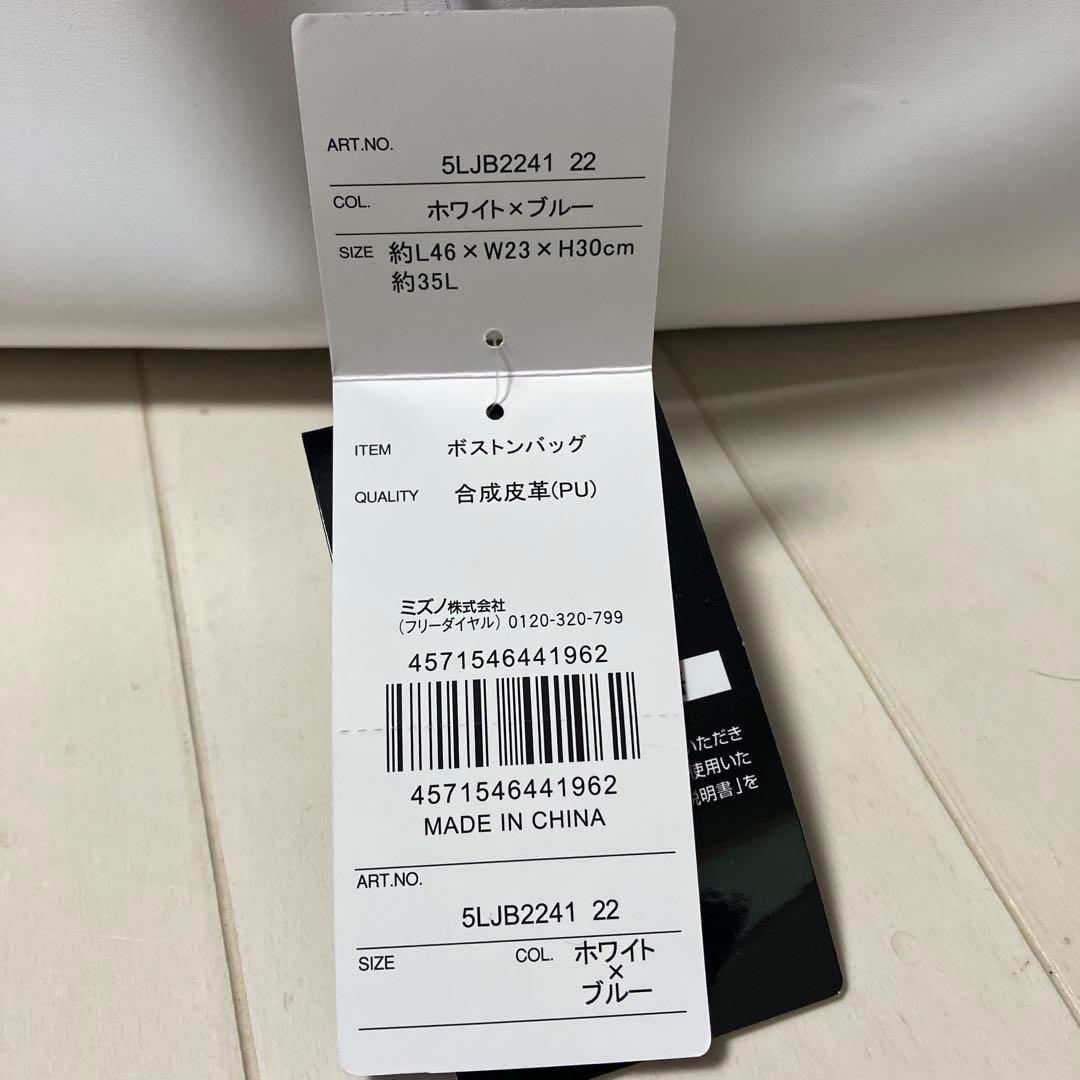 ART.NO.
5LJB2241 22
COL. ホワイト×ブルー
SIZE 約L46×W23×H30cm
約35L
ITEM ボストンバッグ
QUALITY 合成皮革(PU)
ミズノ株式会社
(フリーダイヤル) 0120-320-799
4571546441962
4571546441962
MADE IN CHINA
ART.NO.
5LJB2241 22
SIZE COL. ホワイト
×
ブルー
いただき
使用いた
説明書」を